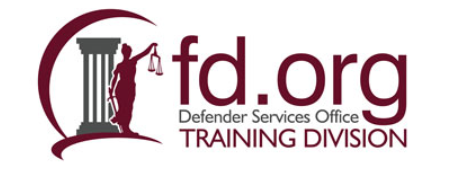 fd.org
Defender Services Office
TRAINING DIVISION